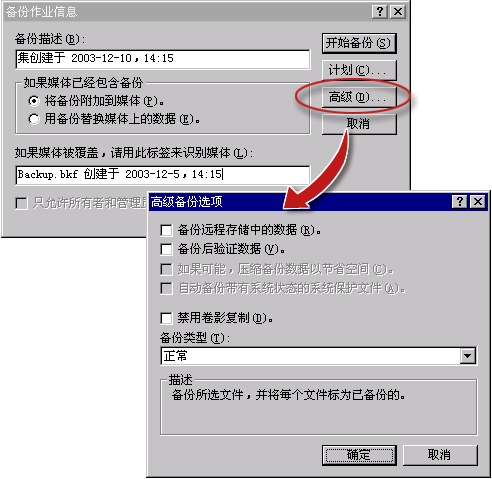 备份作业信息
备份描述(B):
集创建于 2003-12-10，14:15
如果媒体已经包含备份
将备份附加到媒体(P)。
用备份替换媒体上的数据(E)。
如果媒体被覆盖，请用此标签来识别媒体(L):
Backup.bkf 创建于 2003-12-5，14:15
只允许所有者和管理
开始备份(S)
计划(C)...
高级(D)...
取消
高级备份选项
备份远程存储中的数据(R)。
备份后验证数据(V)。
如果可能，压缩备份数据以节省空间(C)。
自动备份带有系统状态的系统保护文件(A)。
禁用卷影复制(D)。
备份类型(T):
正常
描述
备份所选文件，并将每个文件标为已备份的。
确定
取消